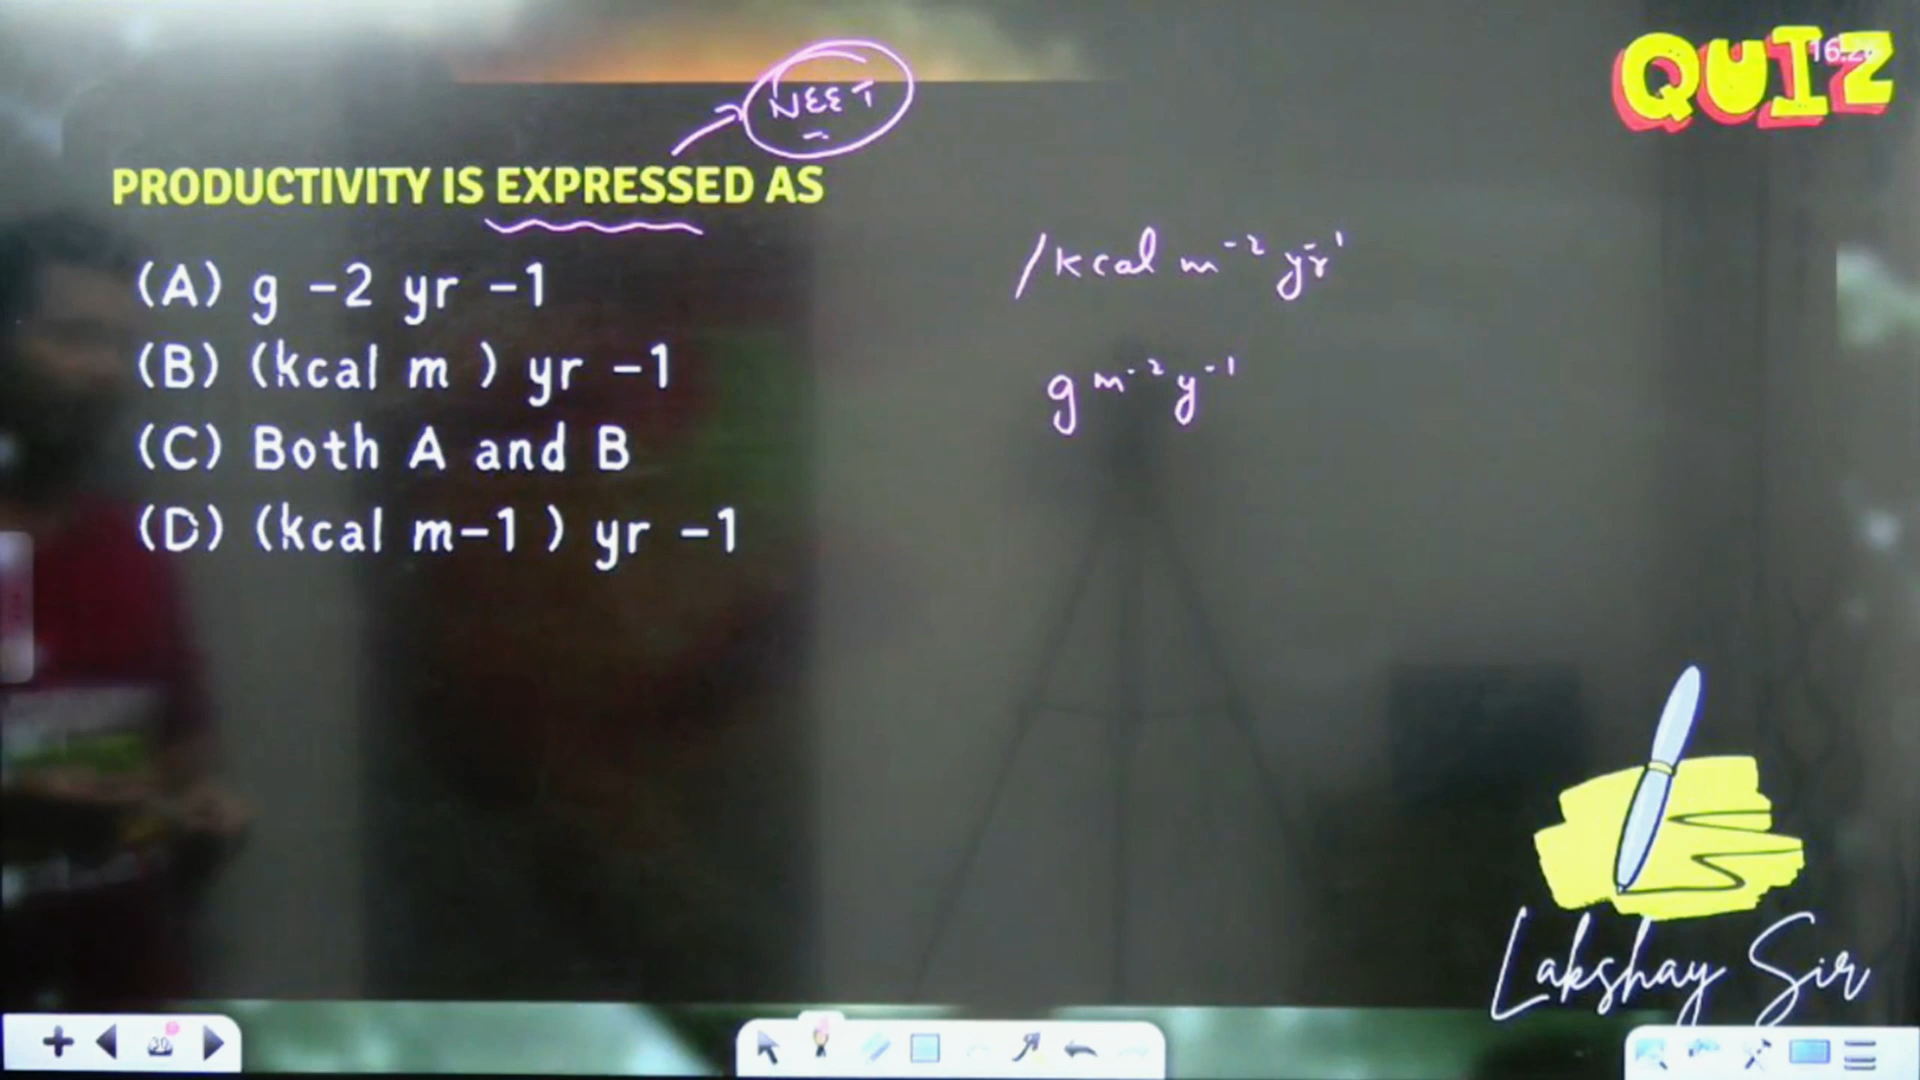 QUIZ
NEET
PRODUCTIVITY IS EXPRESSED AS
(A) g -2 yr -1
(B) (kcal m ) yr -1
(C) Both A and B
(D) (kcal m-1 ) yr -1
/kcal m⁻² yr⁻¹
g m⁻² y⁻¹
Lakshay Sir